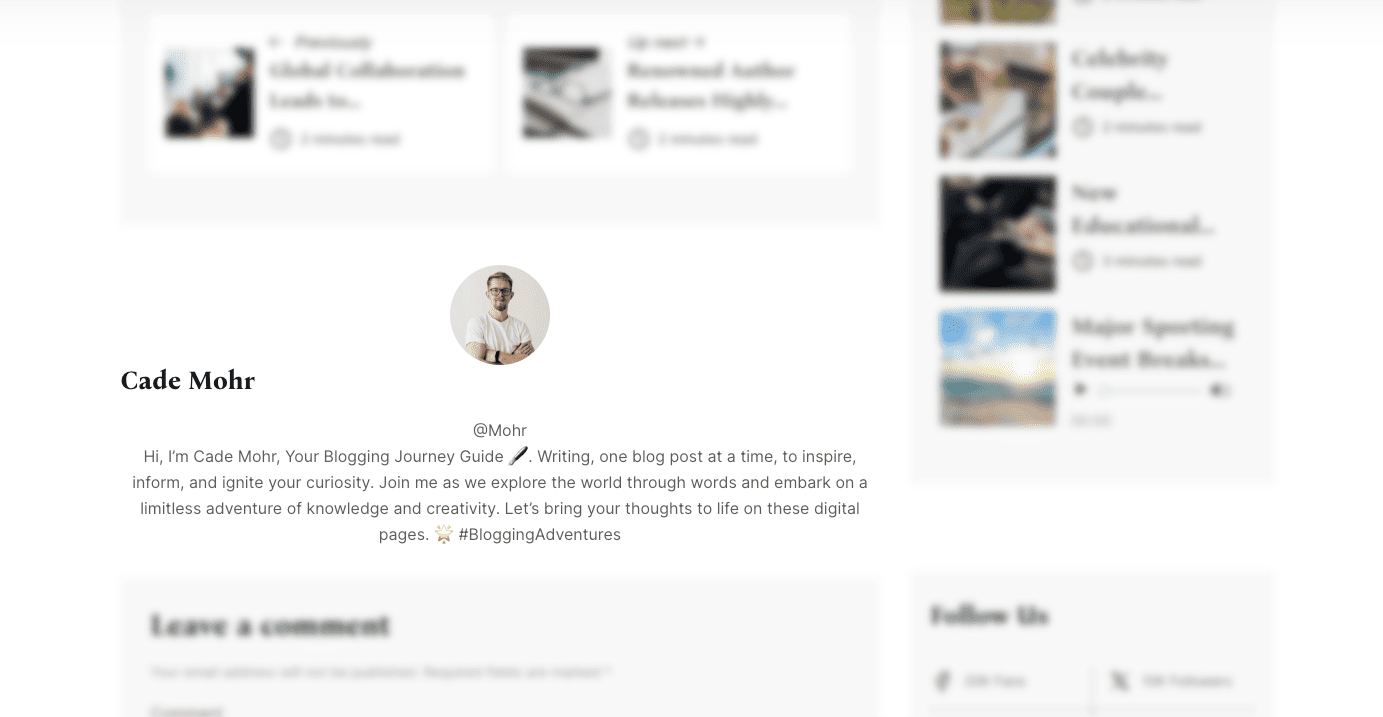 ← Previously
Global Collaboration
Leads to...
2 minutes read
Up next →
Renowned Author
Releases Highly...
2 minutes read
Celebrity
Couple...
2 minutes read
New
Educational...
3 minutes read
Major Sporting
Event Breaks...
00:00
Cade Mohr
@Mohr
Hi, I’m Cade Mohr, Your Blogging Journey Guide 🖋️. Writing, one blog post at a time, to inspire,
inform, and ignite your curiosity. Join me as we explore the world through words and embark on a
limitless adventure of knowledge and creativity. Let’s bring your thoughts to life on these digital
pages. 🌟 #BloggingAdventures
Leave a comment
Your email address will not be published. Required fields are marked *
Comment
Follow Us
Fans
Followers